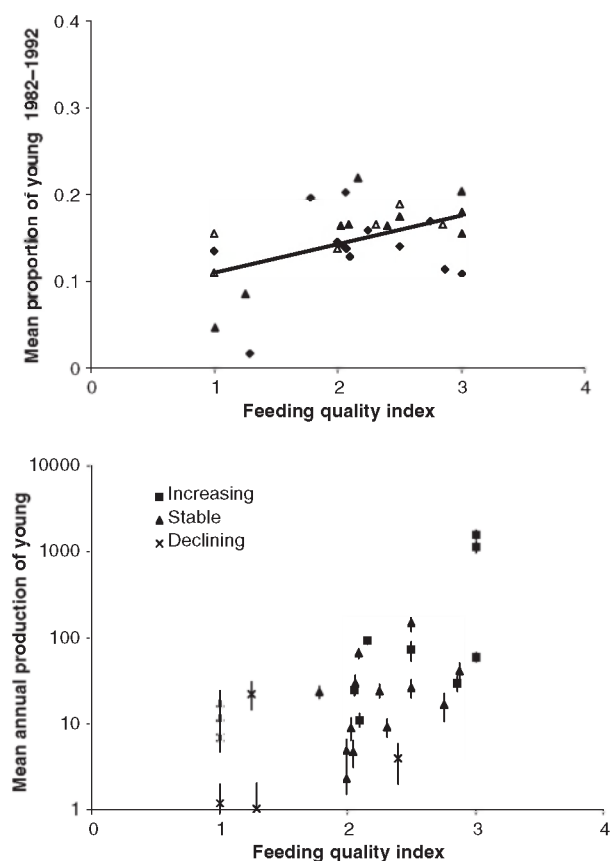 Mean proportion of young 1982–1992
0.4
0.3
0.2
0.1
0
0 1 2 3 4
Feeding quality index
Mean annual production of young
10000
1000
100
10
1
Increasing
Stable
Declining
0 1 2 3 4
Feeding quality index